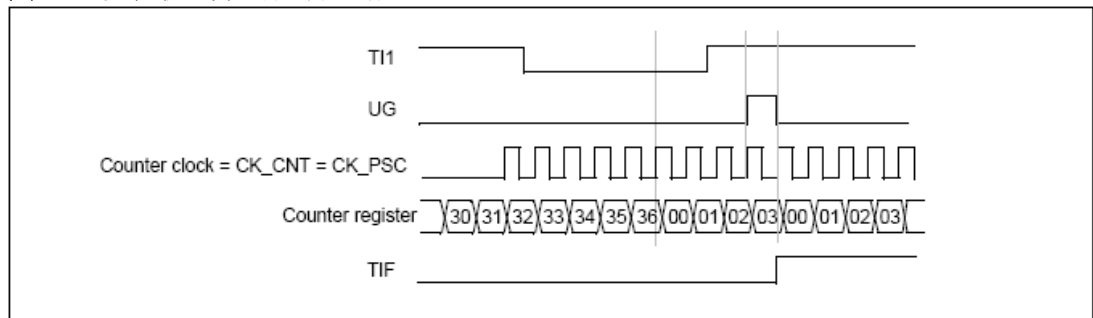 TI1
UG
Counter clock = CK_CNT = CK_PSC
Counter register 30 31 32 33 34 35 36 00 01 02 03 00 01 02 03
TIF